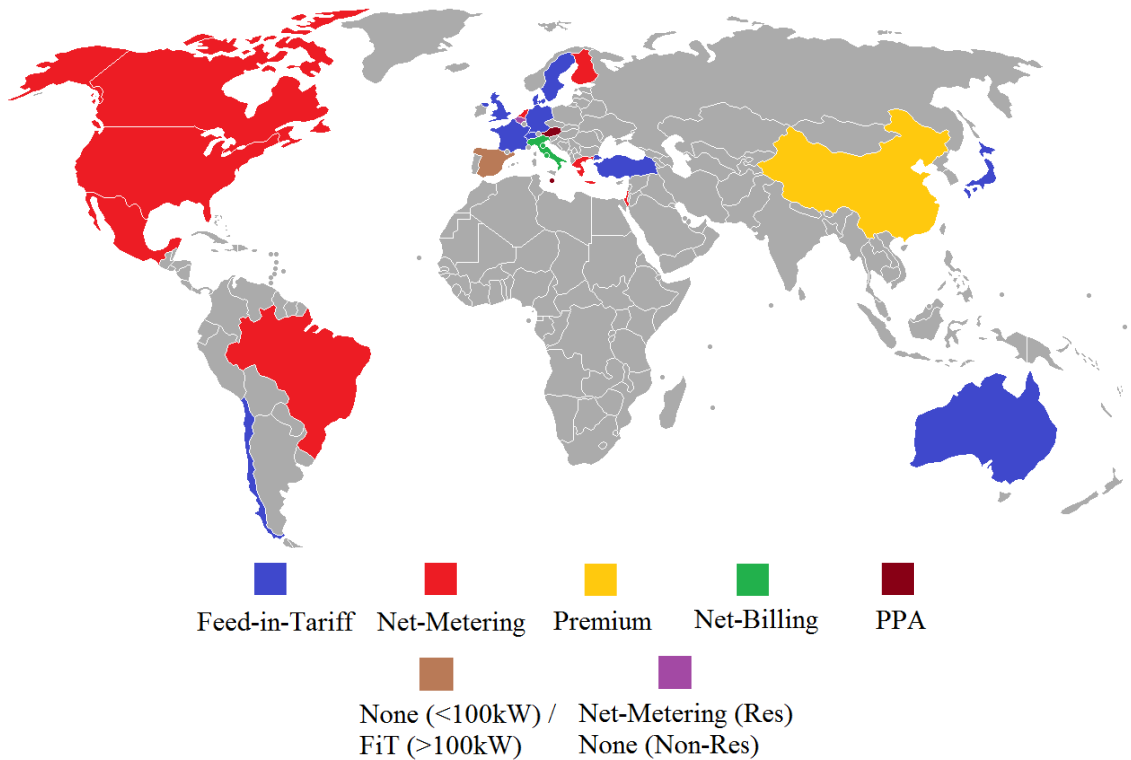 Feed-in-Tariff
Net-Metering
Premium
Net-Billing
PPA
None (<100kW) /
FiT (>100kW)
Net-Metering (Res)
None (Non-Res)